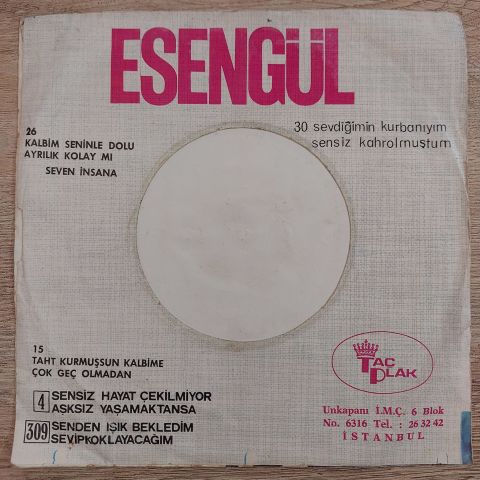 ESENGÜL
26
KALBİM SENİNLE DOLU
AYRILIK KOLAY MI
SEVEN İNSANA
30 sevdiğimin kurbanıyım
sensiz kahrolmuştum
15
TAHT KURMUŞSUN KALBİME
ÇOK GEÇ OLMADAN
4 SENSİZ HAYAT ÇEKİLMİYOR
AŞKSIZ YAŞAMAKTANSA
309 SENDEN IŞIK BEKLEDİM
SEVİPKOKLAYACAĞIM
TAÇ
PLAK
Unkapanı İ.M.Ç. 6 Blok
No. 6316 Tel. : 26 32 42
İSTANBUL